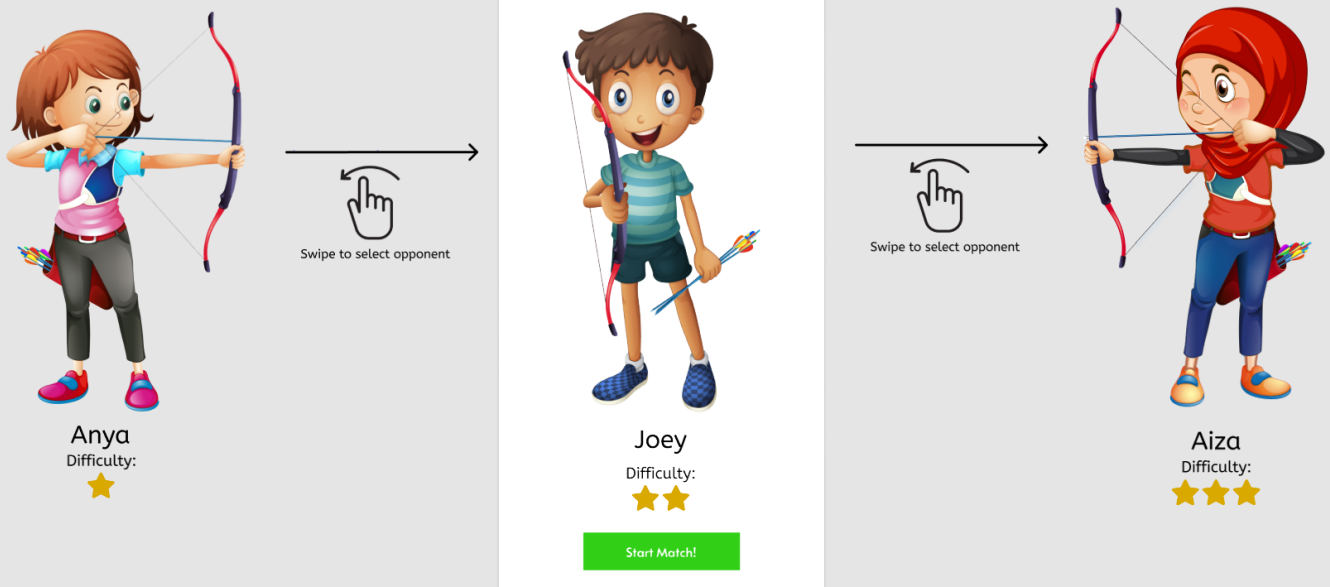 Swipe to select opponent
Swipe to select opponent
Anya
Difficulty:
Joey
Difficulty:
Start Match!
Aiza
Difficulty: